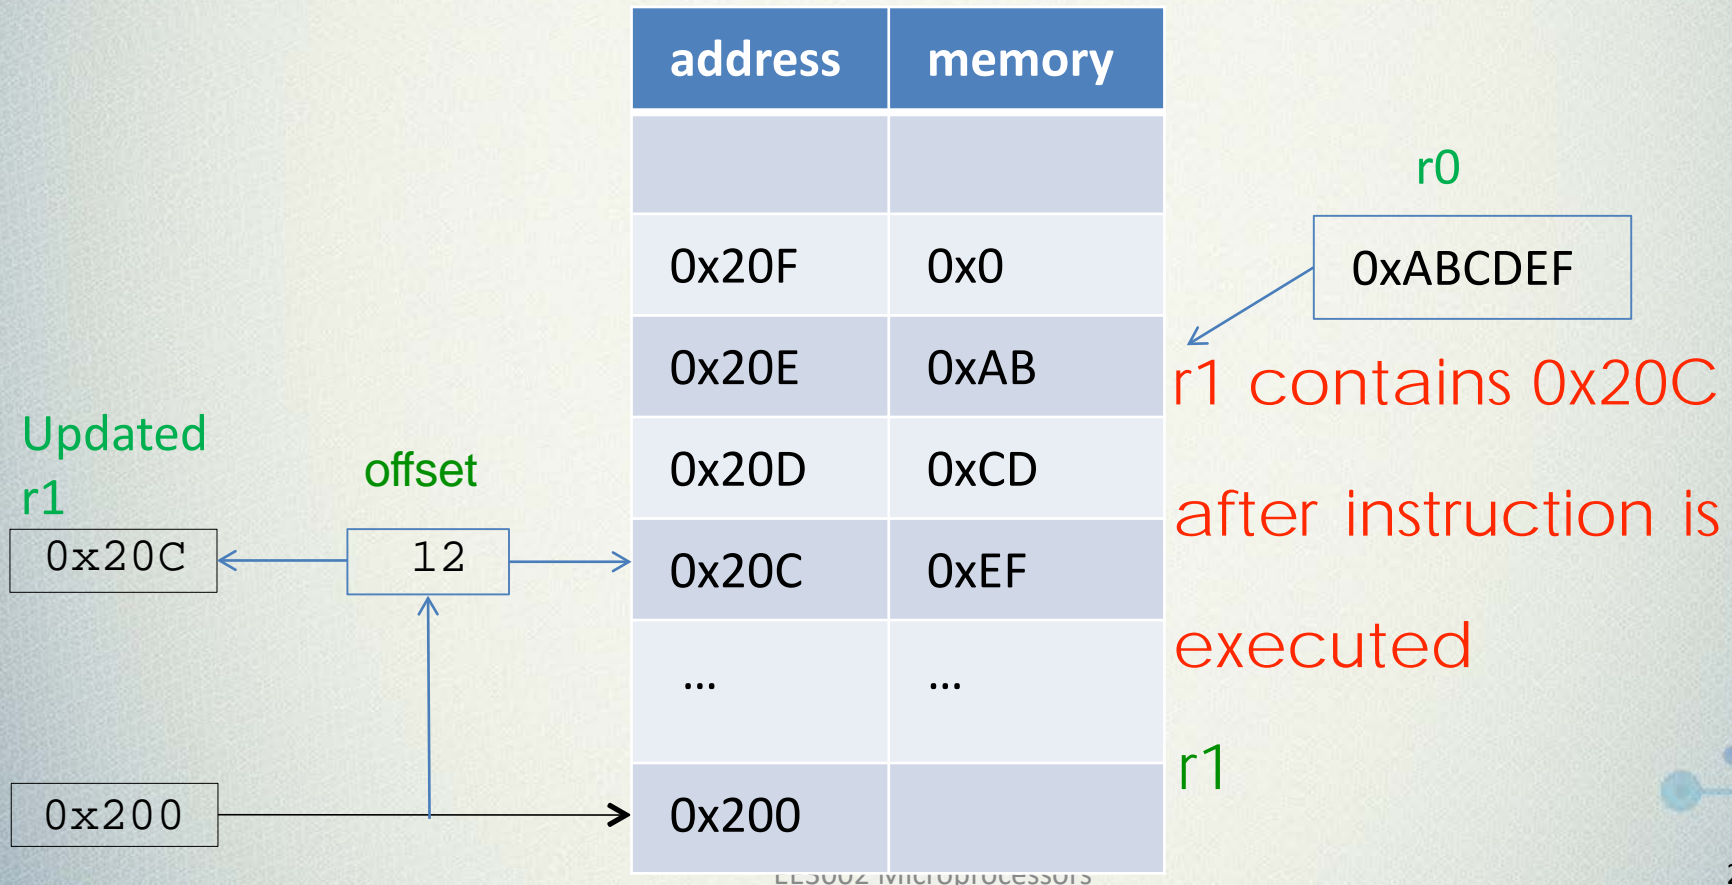 address memory
r0
0x20F 0x0
0xABCDEF
0x20E 0xAB
r1 contains 0x20C
Updated
r1
offset
0x20D 0xCD
after instruction is
0x20C
12
0x20C 0xEF
executed
... ...
r1
0x200
0x200